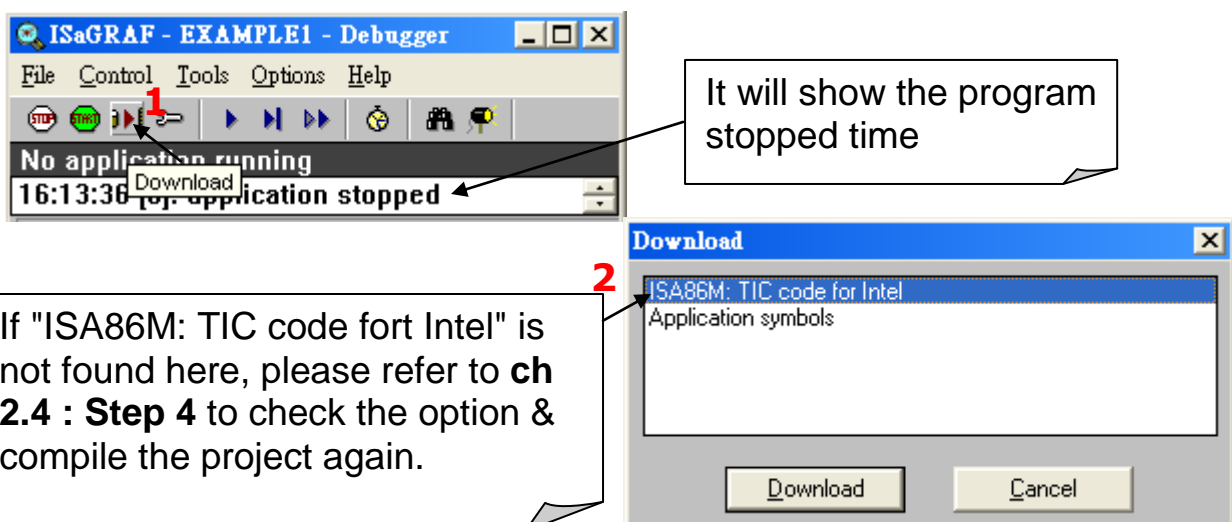 ISaGRAF - EXAMPLE1 - Debugger
File Control Tools Options Help
1
STOP START
No application running
Download
16:13:36 application stopped
It will show the program
stopped time
Download
2
ISA86M: TIC code for Intel
Application symbols
If "ISA86M: TIC code fort Intel" is
not found here, please refer to ch
2.4 : Step 4 to check the option &
compile the project again.
Download Cancel